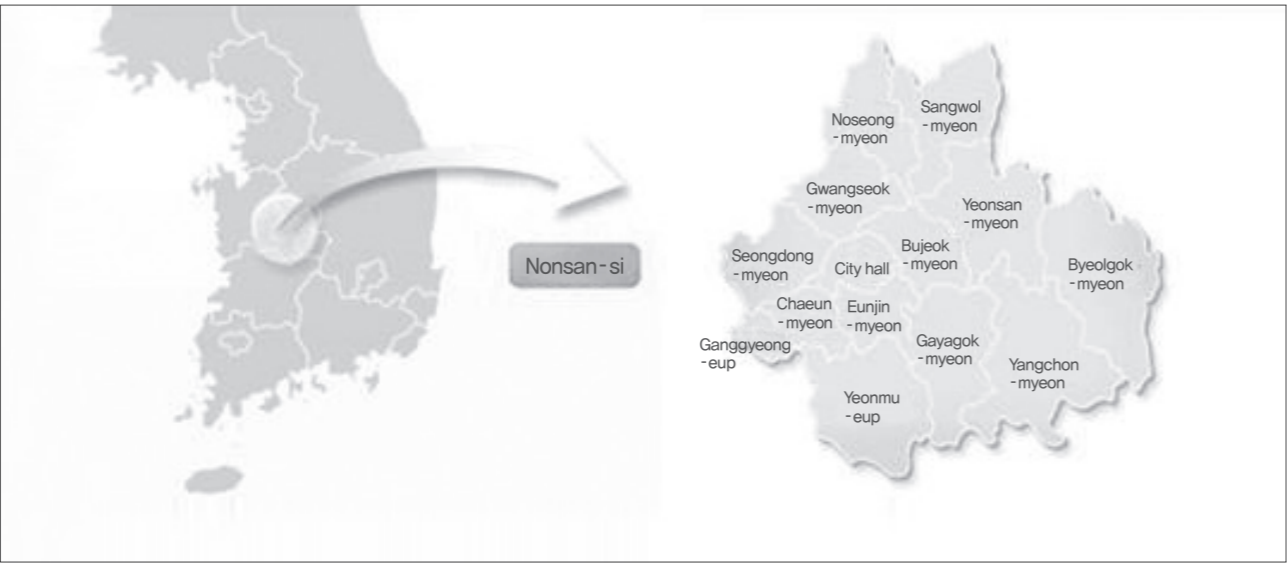 Nonsan-si
Noseong
-myeon
Sangwol
-myeon
Gwangseok
-myeon
Yeonsan
-myeon
Seongdong
-myeon
City hall
Bujeok
-myeon
Byeolgok
-myeon
Chaeun
-myeon
Eunjin
-myeon
Ganggyeong
-eup
Gayagok
-myeon
Yangchon
-myeon
Yeonmu
-eup